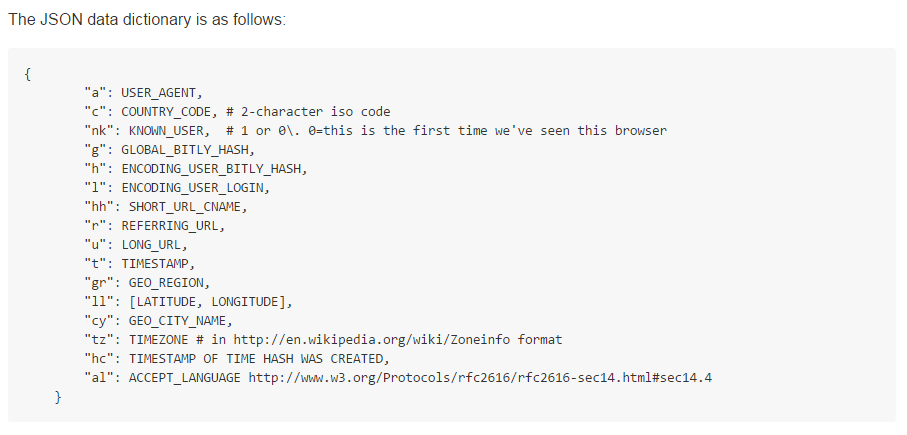 The JSON data dictionary is as follows:
{
"a": USER_AGENT,
"c": COUNTRY_CODE, # 2-character iso code
"nk": KNOWN_USER,  # 1 or 0\. 0=this is the first time we've seen this browser
"g": GLOBAL_BITLY_HASH,
"h": ENCODING_USER_BITLY_HASH,
"l": ENCODING_USER_LOGIN,
"hh": SHORT_URL_CNAME,
"r": REFERRING_URL,
"u": LONG_URL,
"t": TIMESTAMP,
"gr": GEO_REGION,
"ll": [LATITUDE, LONGITUDE],
"cy": GEO_CITY_NAME,
"tz": TIMEZONE # in http://en.wikipedia.org/wiki/Zoneinfo format
"hc": TIMESTAMP OF TIME HASH WAS CREATED,
"al": ACCEPT_LANGUAGE http://www.w3.org/Protocols/rfc2616/rfc2616-sec14.html#sec14.4
}